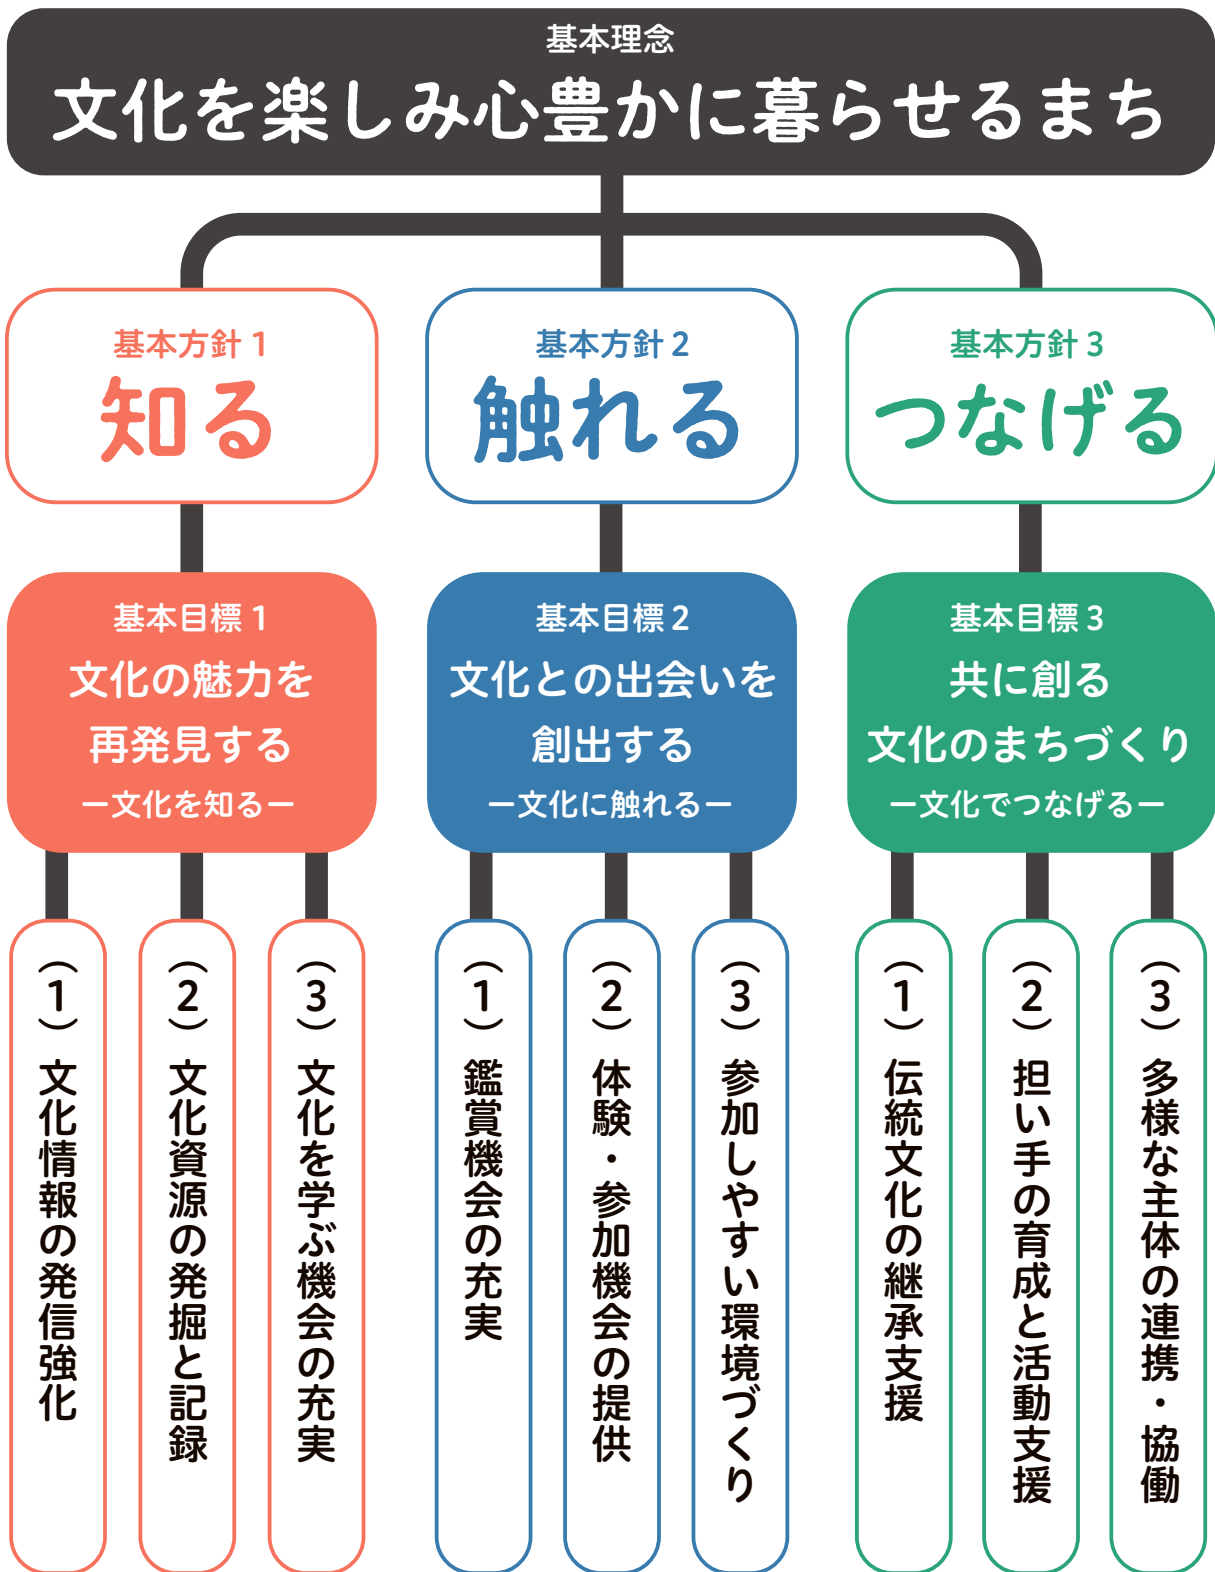 基本理念
文化を楽しみ心豊かに暮らせるまち
基本方針 1
知る
基本方針 2
触れる
基本方針 3
つなげる
基本目標 1
文化の魅力を
再発見する
ー文化を知るー
基本目標 2
文化との出会いを
創出する
ー文化に触れるー
基本目標 3
共に創る
文化のまちづくり
ー文化でつなげるー
（1）文化情報の発信強化
（2）文化資源の発掘と記録
（3）文化を学ぶ機会の充実
（1）鑑賞機会の充実
（2）体験・参加機会の提供
（3）参加しやすい環境づくり
（1）伝統文化の継承支援
（2）担い手の育成と活動支援
（3）多様な主体の連携・協働